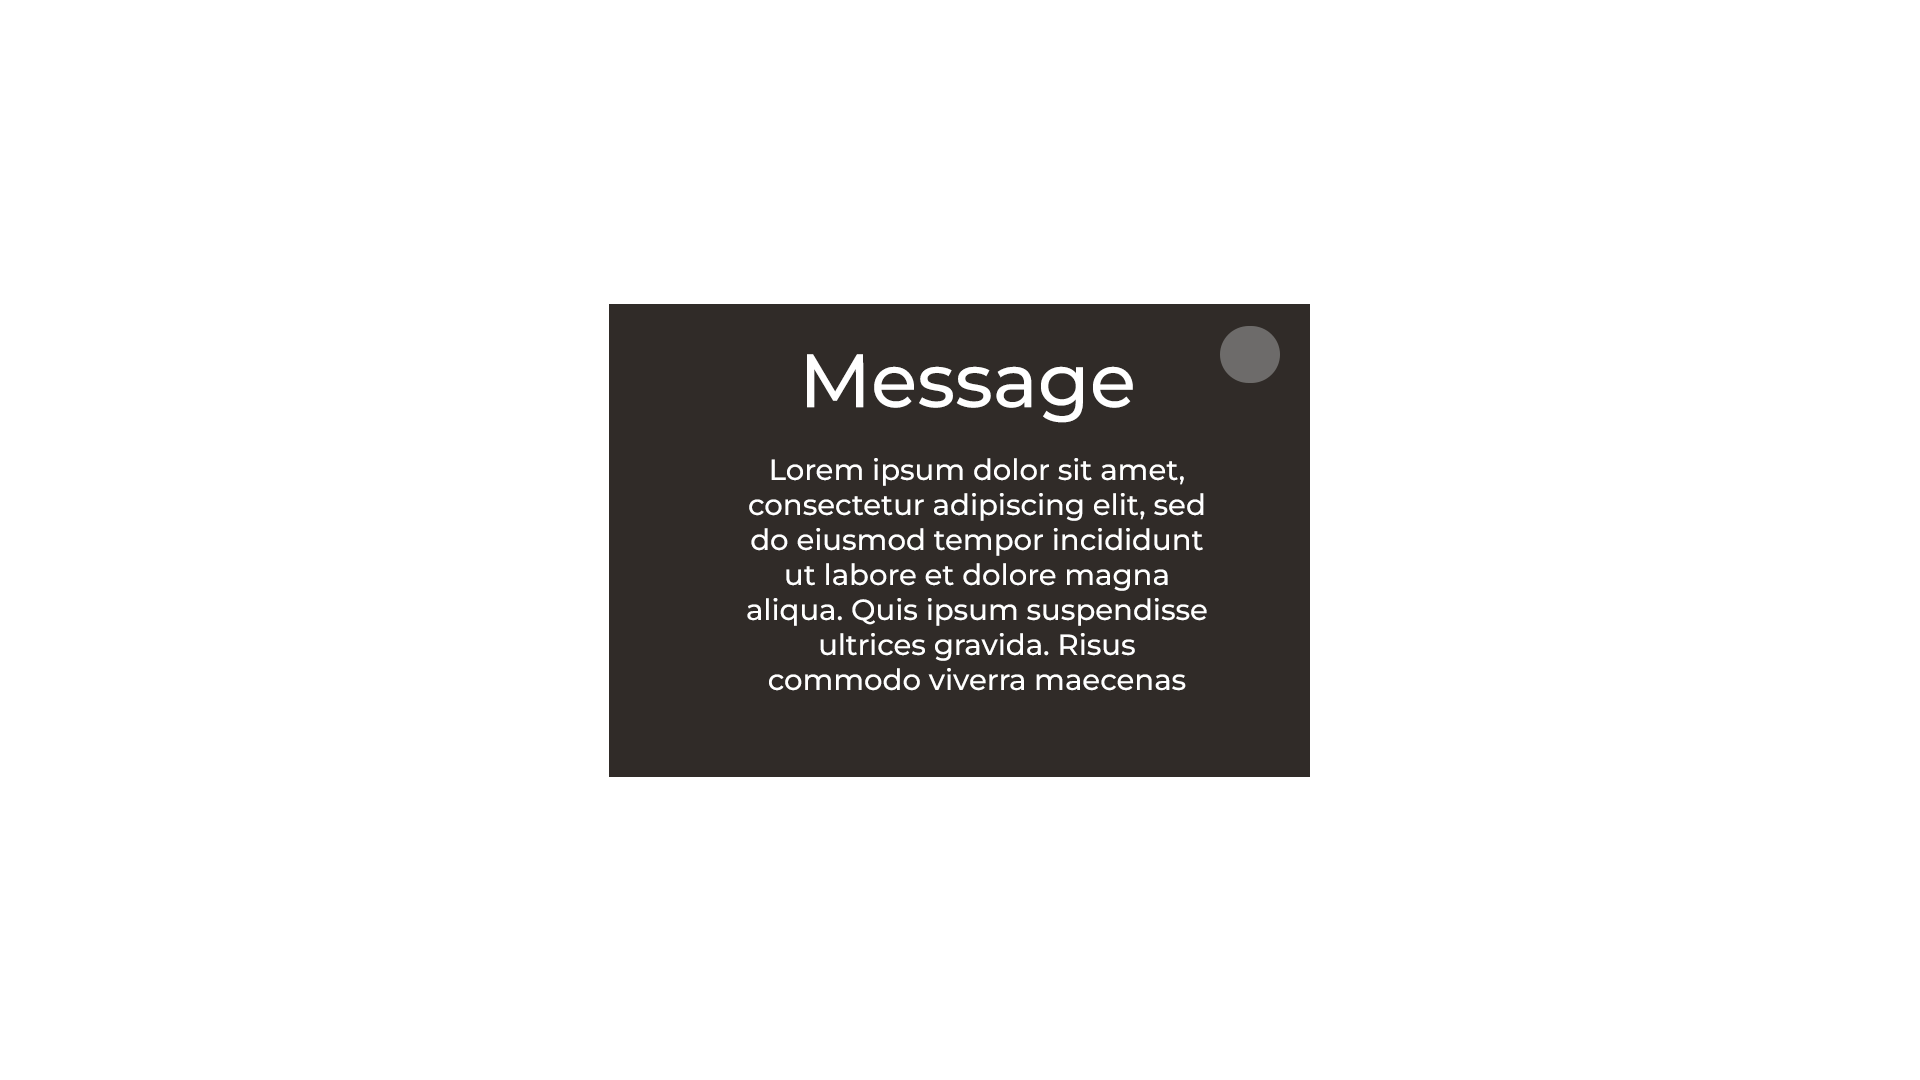 Message
Lorem ipsum dolor sit amet,
consectetur adipiscing elit, sed
do eiusmod tempor incididunt
ut labore et dolore magna
aliqua. Quis ipsum suspendisse
ultrices gravida. Risus
commodo viverra maecenas